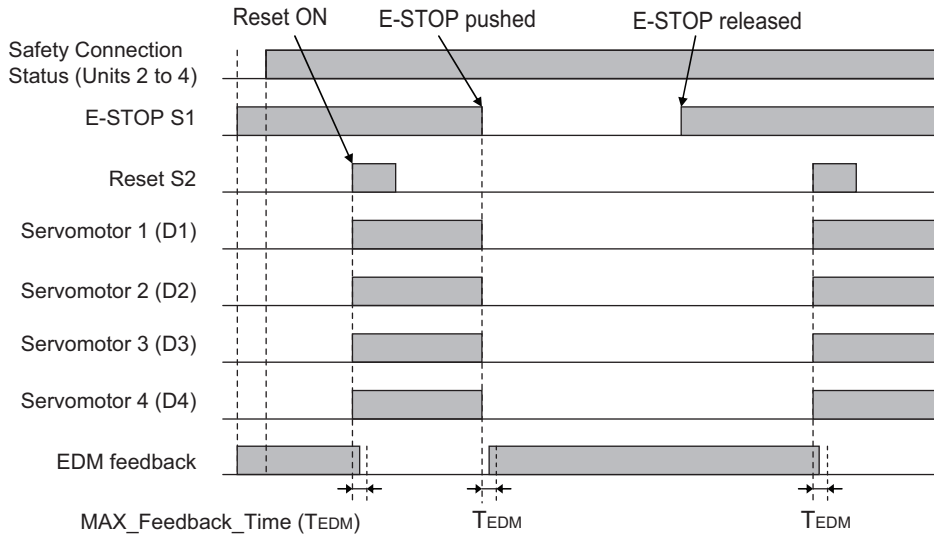 Reset ON
E-STOP pushed
E-STOP released
Safety Connection
Status (Units 2 to 4)
E-STOP S1
Reset S2
Servomotor 1 (D1)
Servomotor 2 (D2)
Servomotor 3 (D3)
Servomotor 4 (D4)
EDM feedback
MAX_Feedback_Time (TEDM)
TEDM
TEDM